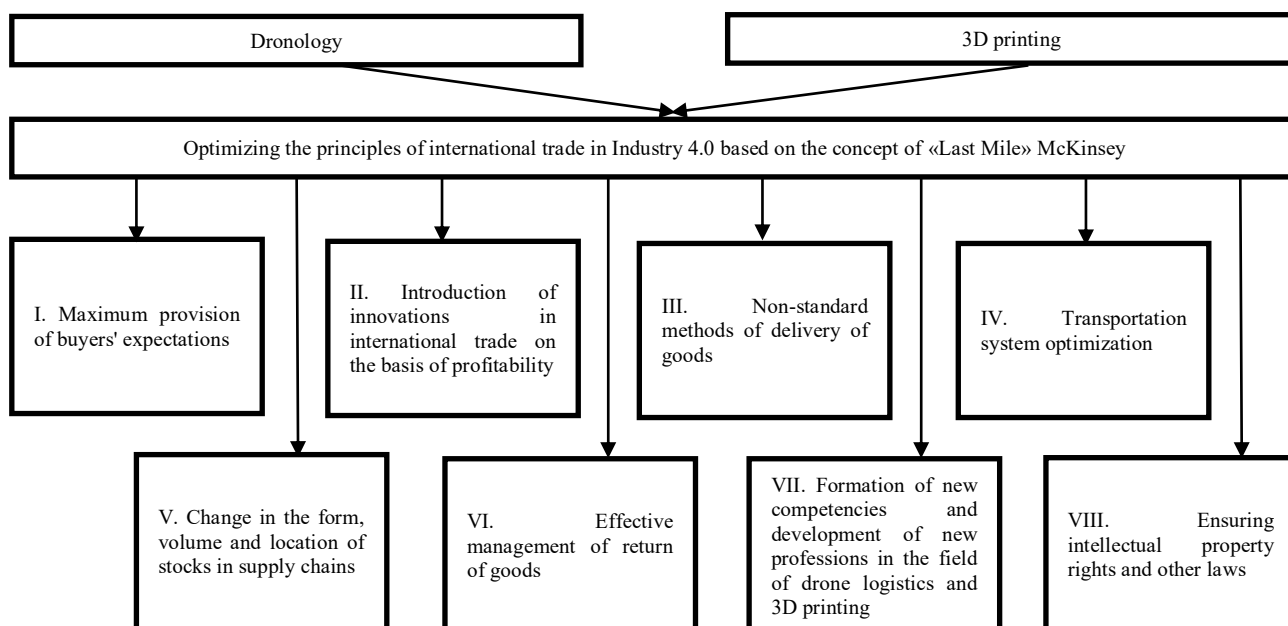 Dronology
3D printing
Optimizing the principles of international trade in Industry 4.0 based on the concept of «Last Mile» McKinsey
I. Maximum provision
of buyers' expectations
II. Introduction of
innovations in
international trade on
the basis of profitability
III. Non-standard
methods of delivery of
goods
IV. Transportation
system optimization
V. Change in the form,
volume and location of
stocks in supply chains
VI. Effective
management of return
of goods
VII. Formation of new
competencies and
development of new
professions in the field
of drone logistics and
3D printing
VIII. Ensuring
intellectual property
rights and other laws